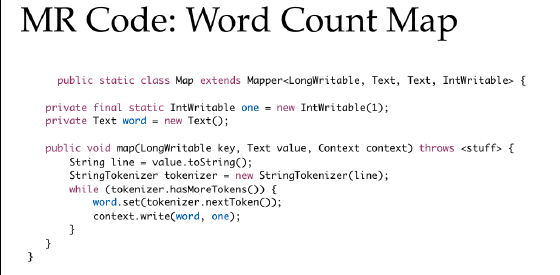 MR Code: Word Count Map
public static class Map extends Mapper<LongWritable, Text, Text, IntWritable> {
private final static IntWritable one = new IntWritable(1);
private Text word = new Text();
public void map(LongWritable key, Text value, Context context) throws <stuff> {
String line = value.toString();
StringTokenizer tokenizer = new StringTokenizer(line);
while (tokenizer.hasMoreTokens()) {
word.set(tokenizer.nextToken());
context.write(word, one);
}
}
}